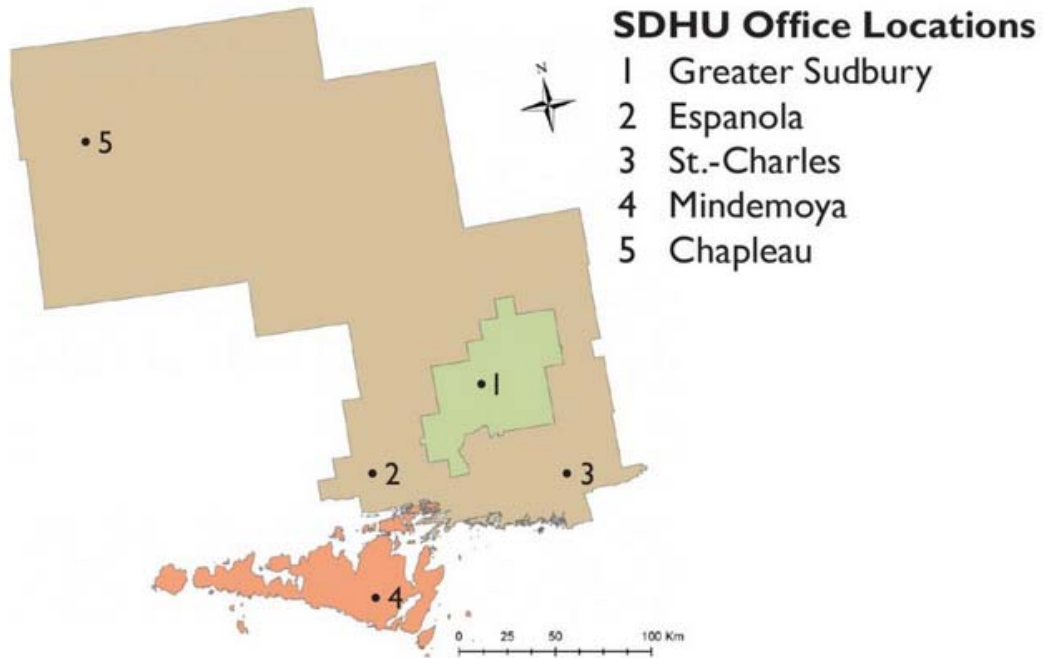 SDHU Office Locations
1 Greater Sudbury
2 Espanola
3 St.-Charles
4 Mindemoya
5 Chapleau
N
5
1
2
3
4
0 25 50 100 Km